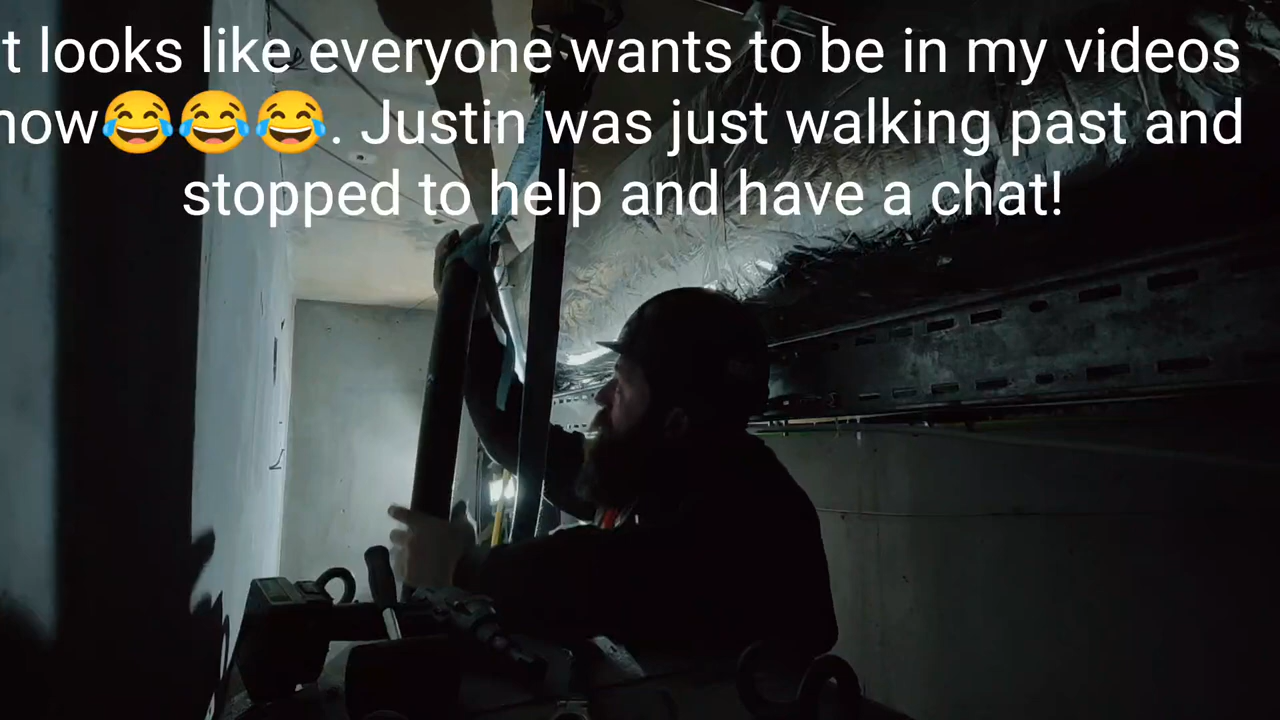 t looks like everyone wants to be in my videos
now😂😂😂. Justin was just walking past and
stopped to help and have a chat!